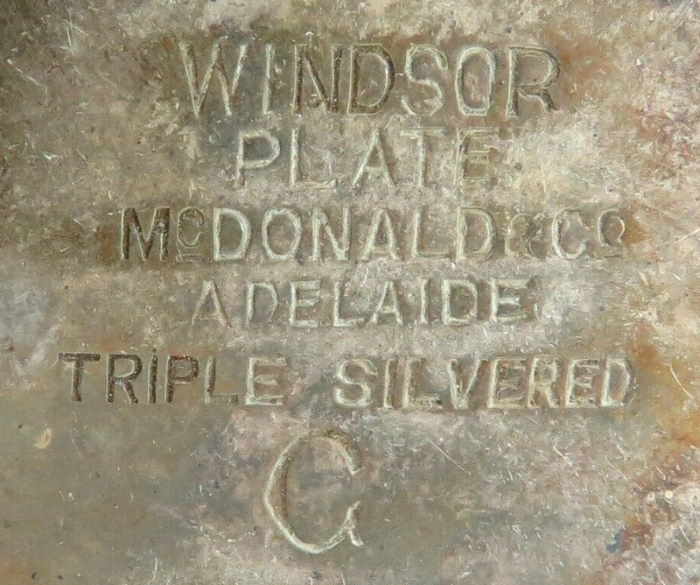 WINDSOR
PLATE
McDONALD & Co
ADELAIDE
TRIPLE SILVERED
G